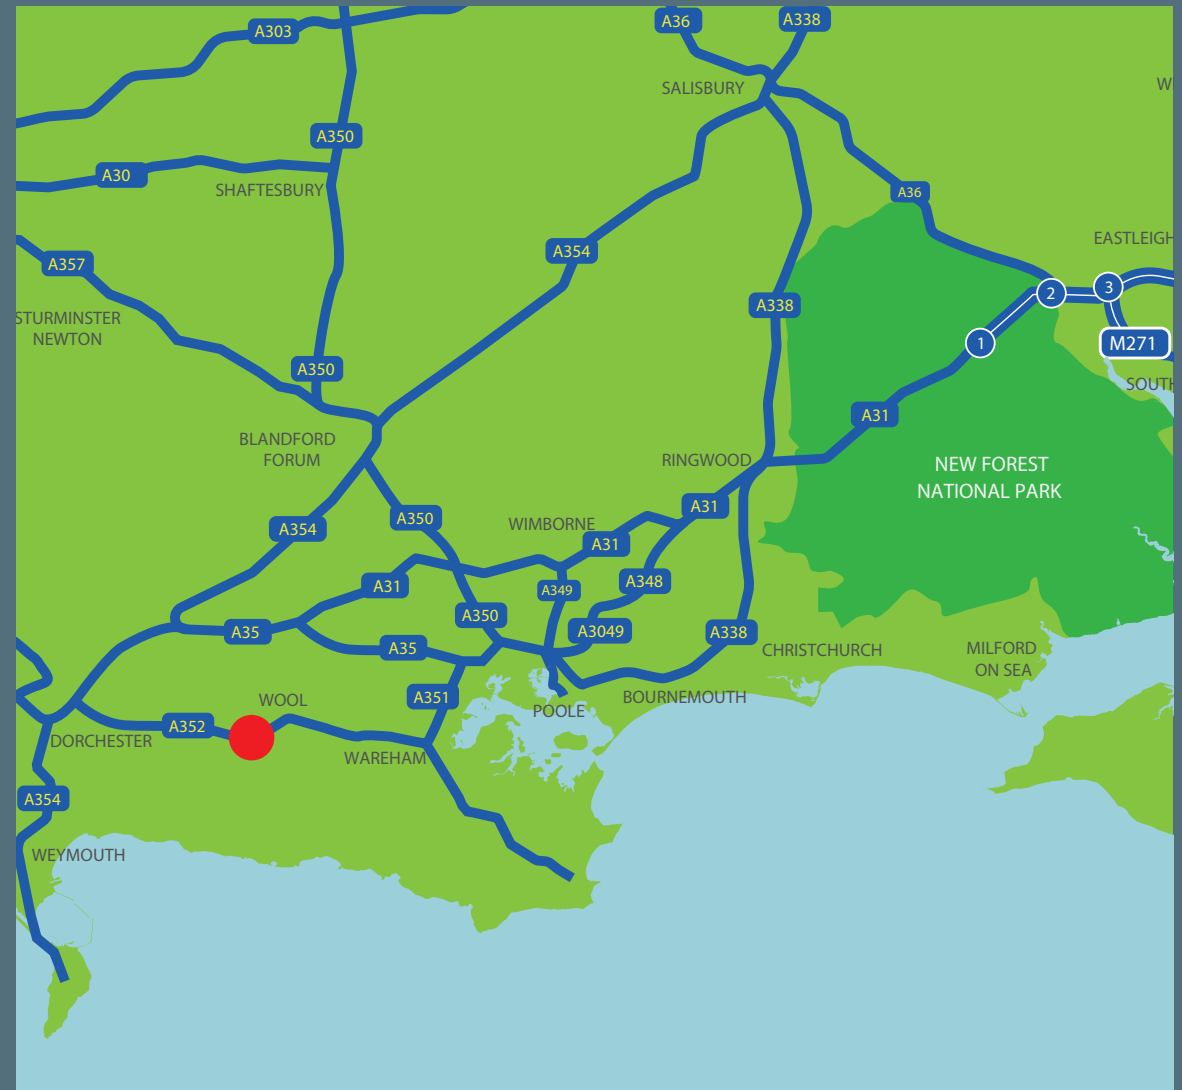 A303
A36
A338
SALISBURY
W
A350
A30
SHAFTESBURY
A36
EASTLEIGH
A357
A354
A338
2
3
STURMINSTER
NEWTON
1
M271
A350
SOUTH
A31
BLANDFORD
FORUM
RINGWOOD
NEW FOREST
NATIONAL PARK
A31
A350
WIMBORNE
A354
A31
A31
A349
A348
A350
A35
A3049
A338
A35
CHRISTCHURCH
MILFORD
ON SEA
WOOL
A351
BOURNEMOUTH
POOLE
A352
DORCHESTER
WAREHAM
A354
WEYMOUTH